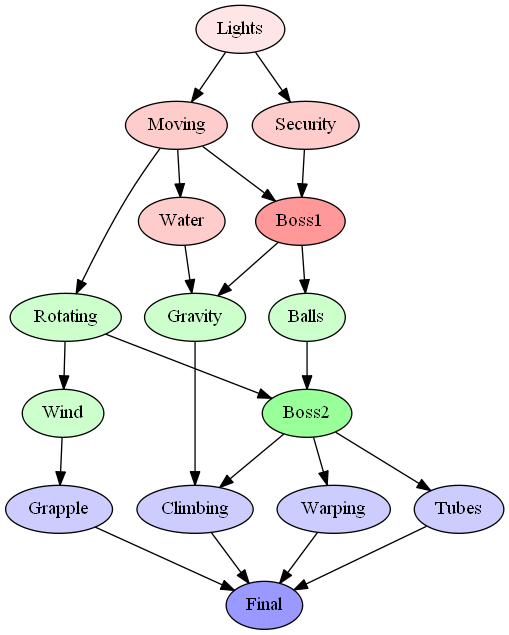 Lights
Moving
Security
Water
Boss1
Rotating
Gravity
Balls
Wind
Boss2
Grapple
Climbing
Warping
Tubes
Final